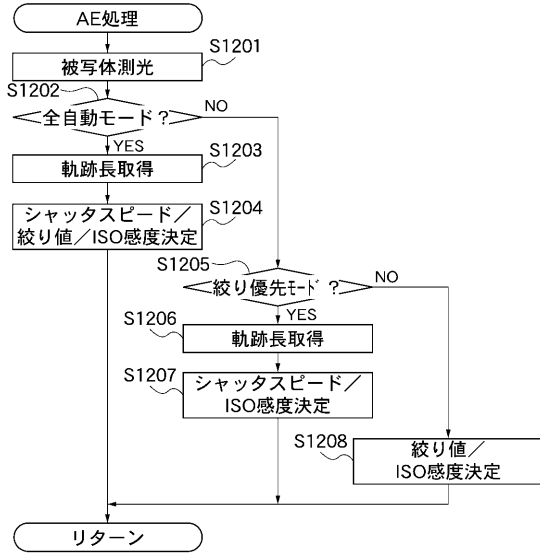 AE処理
S1201
被写体測光
S1202
全自動モード？
NO
YES
S1203
軌跡長取得
S1204
シャッタスピード／
絞り値／ISO感度決定
S1205
絞り優先ﾓｰﾄﾞ？
NO
YES
S1206
軌跡長取得
S1207
シャッタスピード／
ISO感度決定
S1208
絞り値／
ISO感度決定
リターン